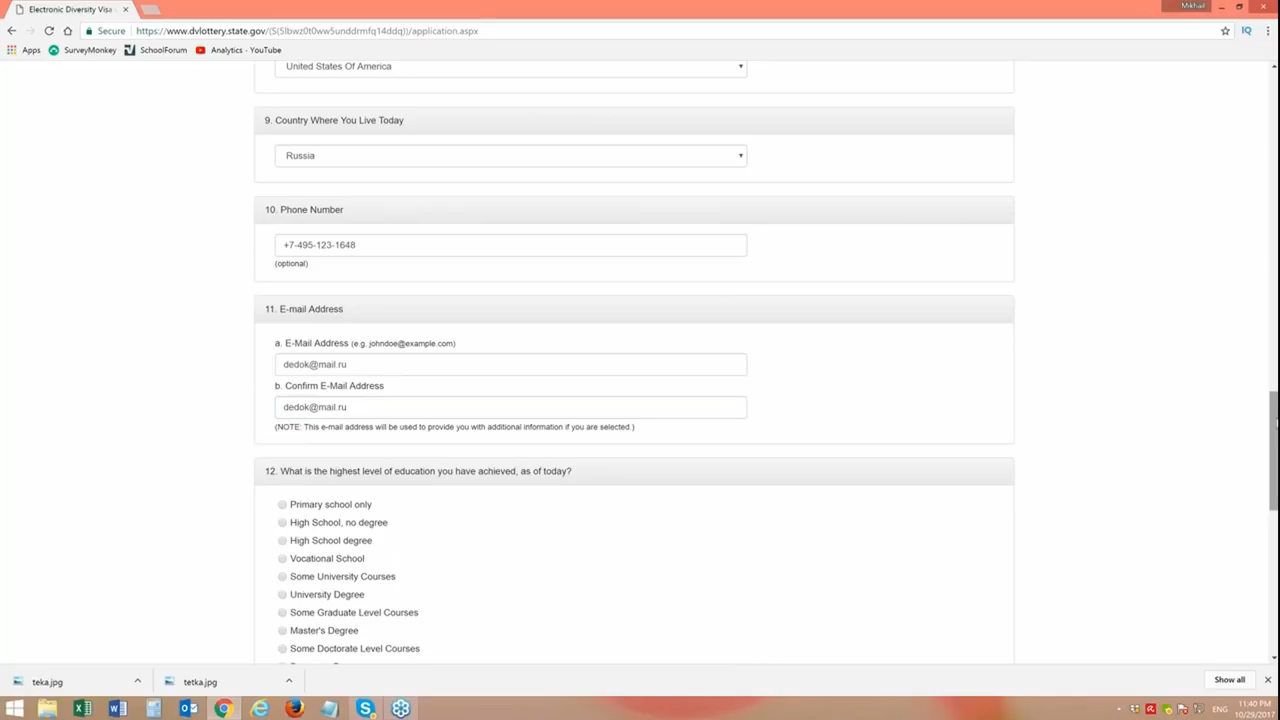 Electronic Diversity Visa
Mikhail
Secure
https://www.dvlottery.state.gov/(S(5lbwz0t0ww5unddrmfq14ddq))/application.aspx
Apps SurveyMonkey SchoolForum Analytics - YouTube
United States Of America
9. Country Where You Live Today
Russia
10. Phone Number
+7-495-123-1648
(optional)
11. E-mail Address
a. E-Mail Address (e.g. johndoe@example.com)
dedok@mail.ru
b. Confirm E-Mail Address
dedok@mail.ru
(NOTE: This e-mail address will be used to provide you with additional information if you are selected.)
12. What is the highest level of education you have achieved, as of today?
Primary school only
High School, no degree
High School degree
Vocational School
Some University Courses
University Degree
Some Graduate Level Courses
Master's Degree
Some Doctorate Level Courses
teka.jpg
tetka.jpg
Show all
ENG
11:40 PM
10/29/2017